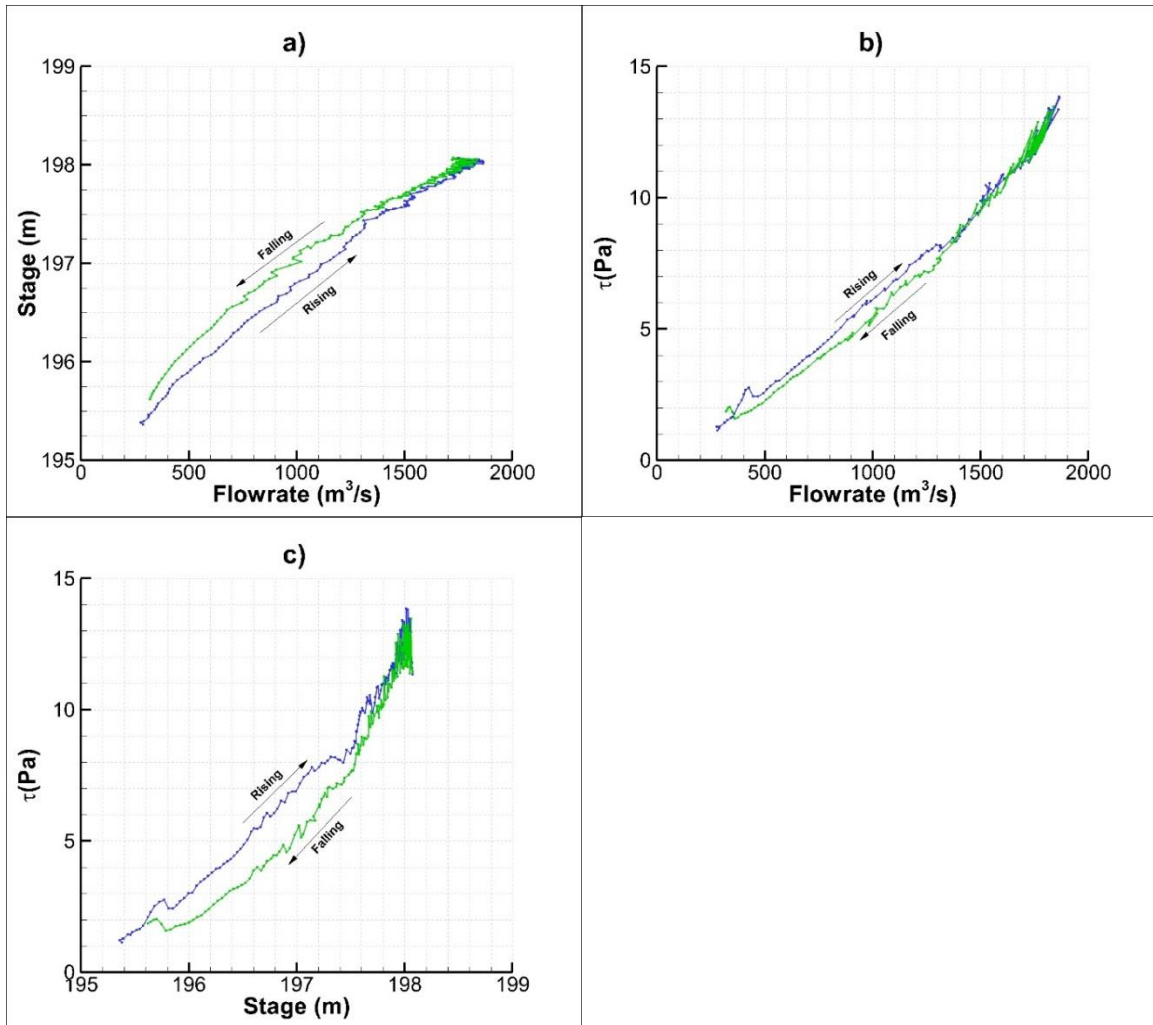 a)
199
198
197
196
195
Stage (m)
Falling
Rising
0 500 1000 1500 2000
Flowrate (m³/s)
b)
15
10
5
0
τ(Pa)
Rising
Falling
0 500 1000 1500 2000
Flowrate (m³/s)
c)
15
10
5
0
τ(Pa)
Rising
Falling
195 196 197 198 199
Stage (m)